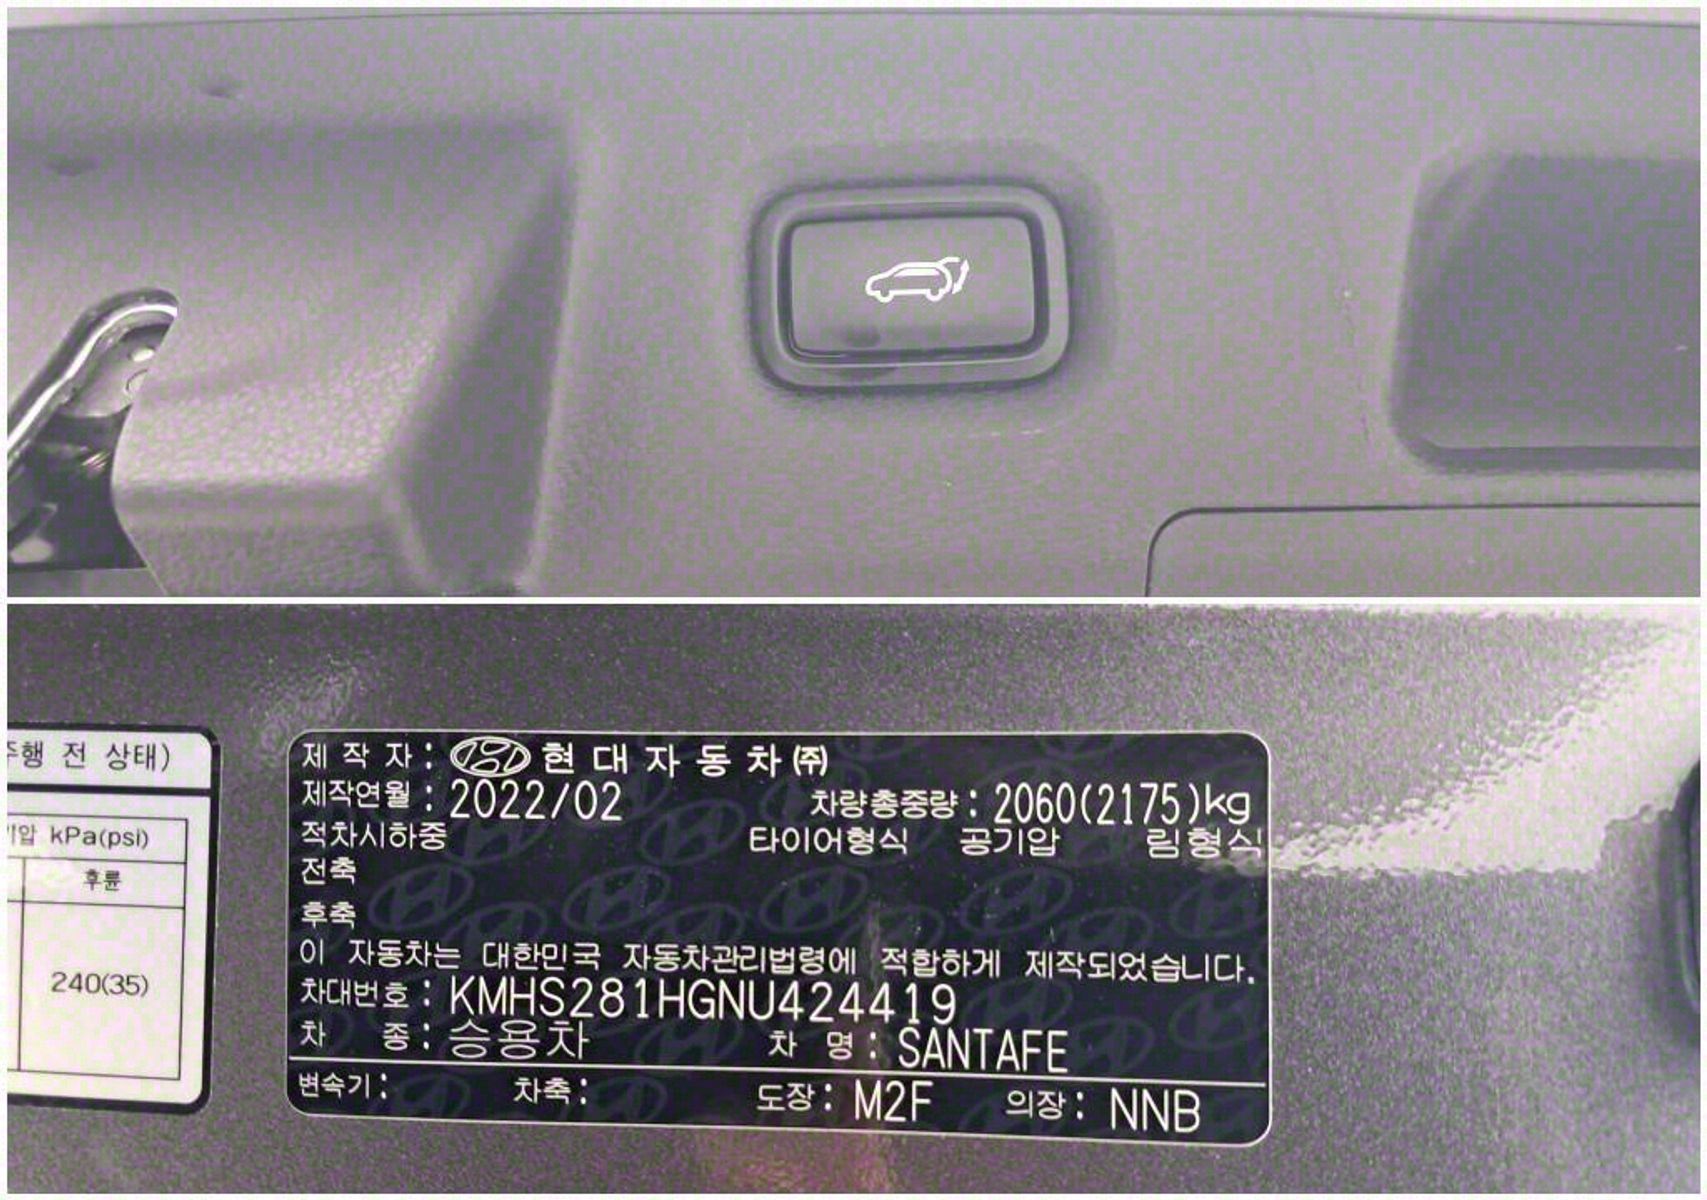 주행 전 상태)
기압 kPa(psi)
후륜
240(35)
제 작 자 : 현 대 자 동 차 ㈜
제작연월 : 2022/02 차량총중량 : 2060(2175)kg
적차시하중 타이어형식 공기압 림형식
전축
후축
이 자동차는 대한민국 자동차관리법령에 적합하게 제작되었습니다.
차대번호 : KMHS281HGNU424419
차 종 : 승용차 차 명 : SANTAFE
변속기 : 차축 : 도장 : M2F 의장 : NNB